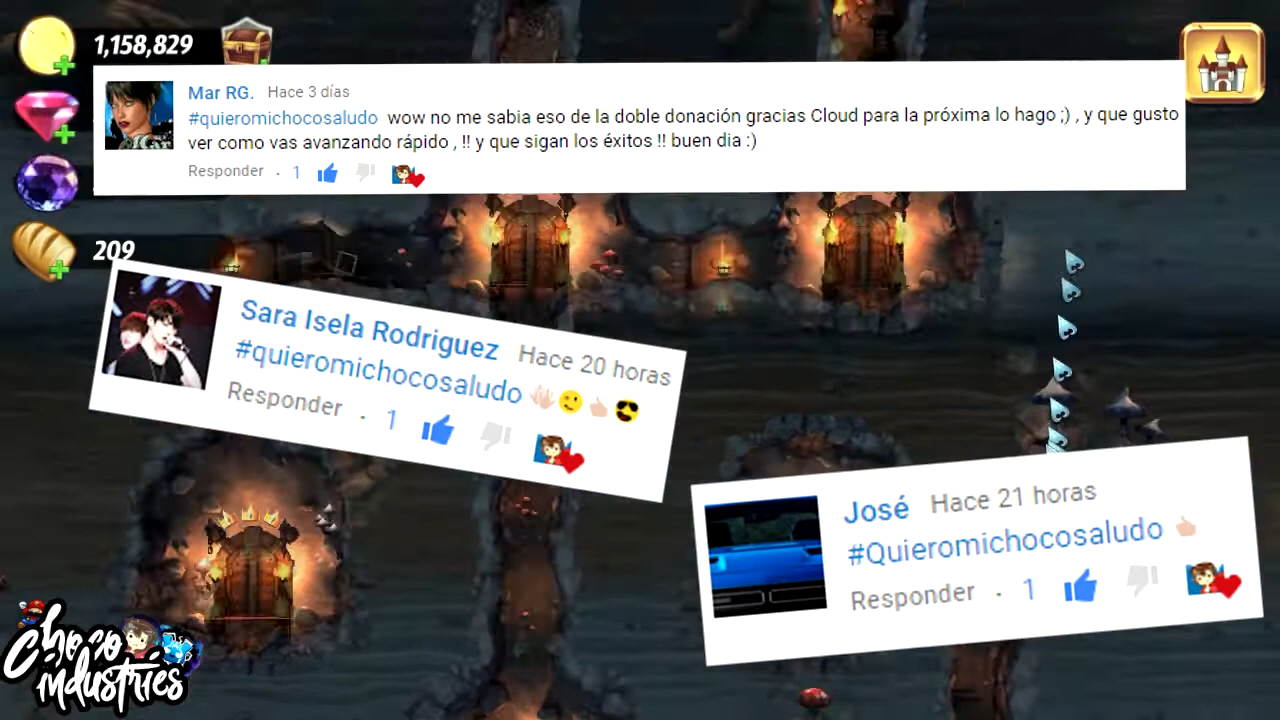 1,158,829
Mar RG. Hace 3 días
#quieromichocosaludo wow no me sabia eso de la doble donación gracias Cloud para la próxima lo hago ;) , y que gusto
ver como vas avanzando rápido , !! y que sigan los éxitos !! buen dia :)
Responder . 1
209
Sara Isela Rodriguez Hace 20 horas
#quieromichocosaludo
Responder . 1
José Hace 21 horas
#Quieromichocosaludo
Responder . 1
Choco
industries